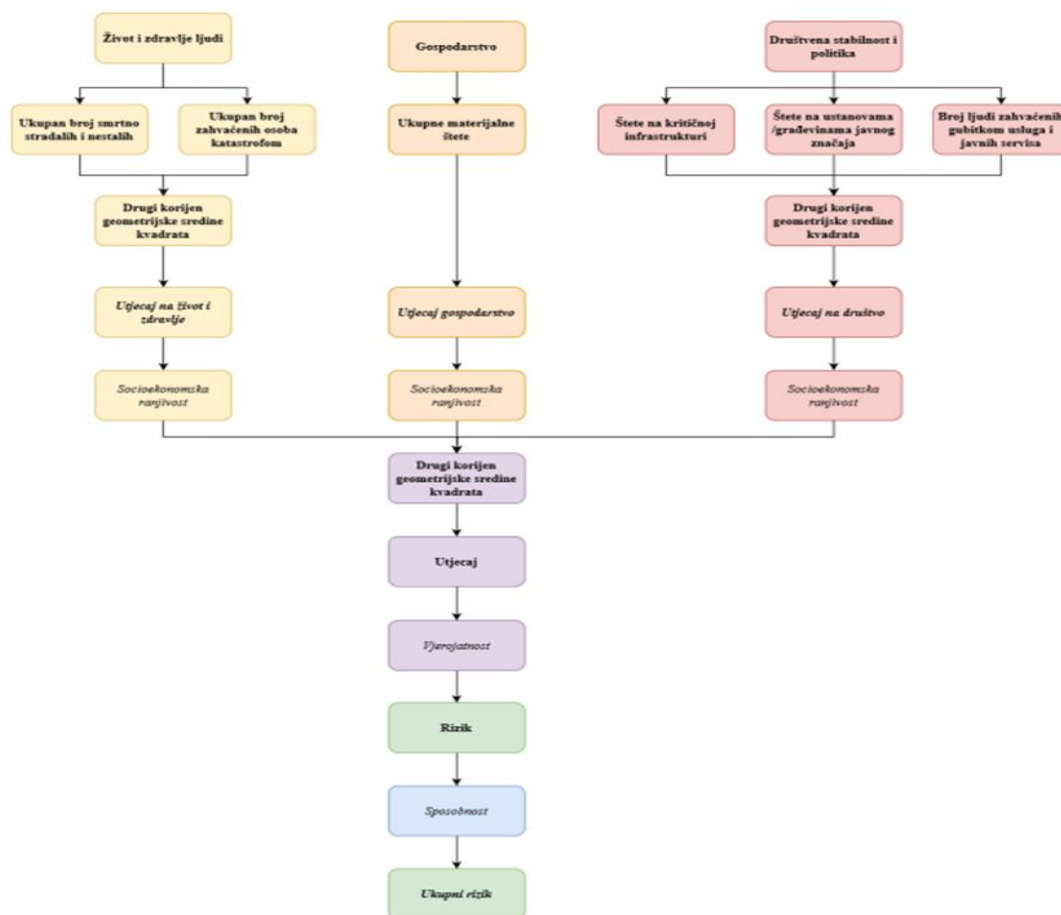 Život i zdravlje ljudi
Gospodarstvo
Društvena stabilnost i
politika
Ukupan broj smrtno
stradalih i nestalih
Ukupan broj
zahvaćenih osoba
katastrofom
Ukupne materijalne
štete
Štete na kritičnoj
infrastrukturi
Štete na ustanovama
/građevinama javnog
značaja
Broj ljudi zahvaćenih
gubitkom usluga i
javnih servisa
Drugi korijen
geometrijske sredine
kvadrata
Drugi korijen
geometrijske sredine
kvadrata
Utjecaj na život i
zdravlje
Utjecaj gospodarstvo
Utjecaj na društvo
Socioekonomska
ranjivost
Socioekonomska
ranjivost
Socioekonomska
ranjivost
Drugi korijen
geometrijske sredine
kvadrata
Utjecaj
Vjerojatnost
Rizik
Sposobnost
Ukupni rizik